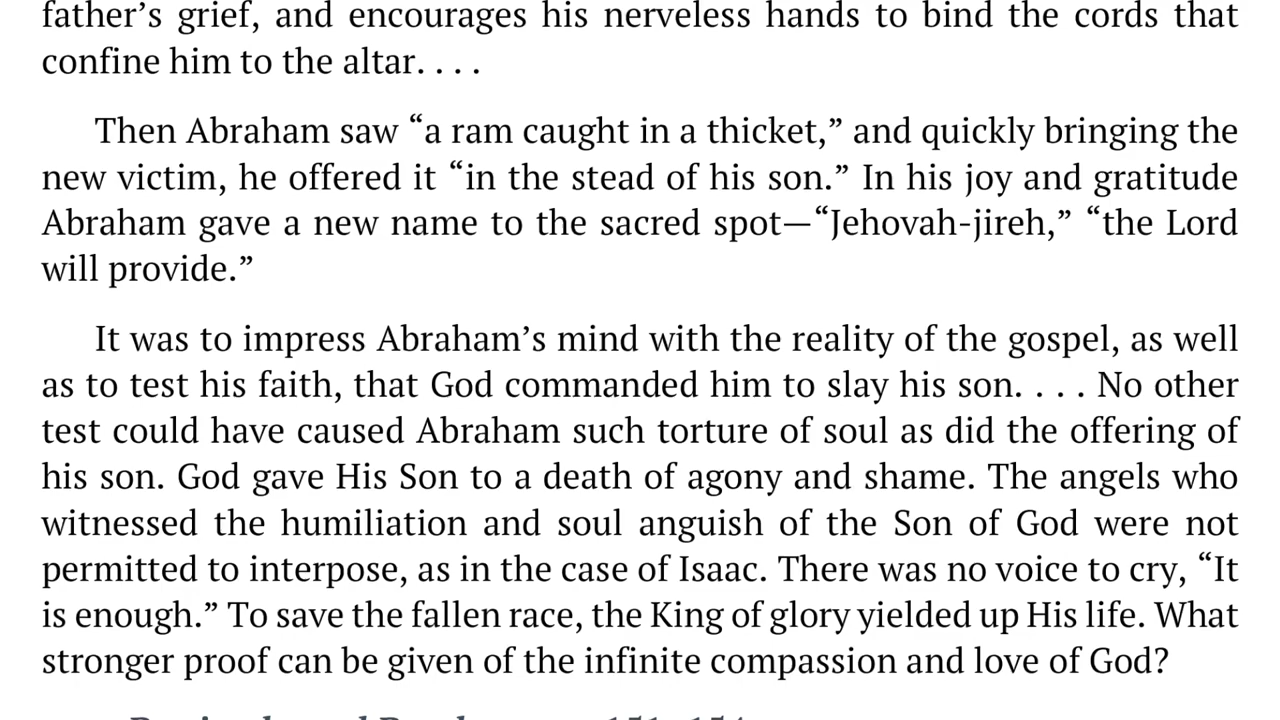 father’s grief, and encourages his nerveless hands to bind the cords that
confine him to the altar. . . .
Then Abraham saw “a ram caught in a thicket,” and quickly bringing the
new victim, he offered it “in the stead of his son.” In his joy and gratitude
Abraham gave a new name to the sacred spot—“Jehovah-jireh,” “the Lord
will provide.”
It was to impress Abraham’s mind with the reality of the gospel, as well
as to test his faith, that God commanded him to slay his son. . . . No other
test could have caused Abraham such torture of soul as did the offering of
his son. God gave His Son to a death of agony and shame. The angels who
witnessed the humiliation and soul anguish of the Son of God were not
permitted to interpose, as in the case of Isaac. There was no voice to cry, “It
is enough.” To save the fallen race, the King of glory yielded up His life. What
stronger proof can be given of the infinite compassion and love of God?